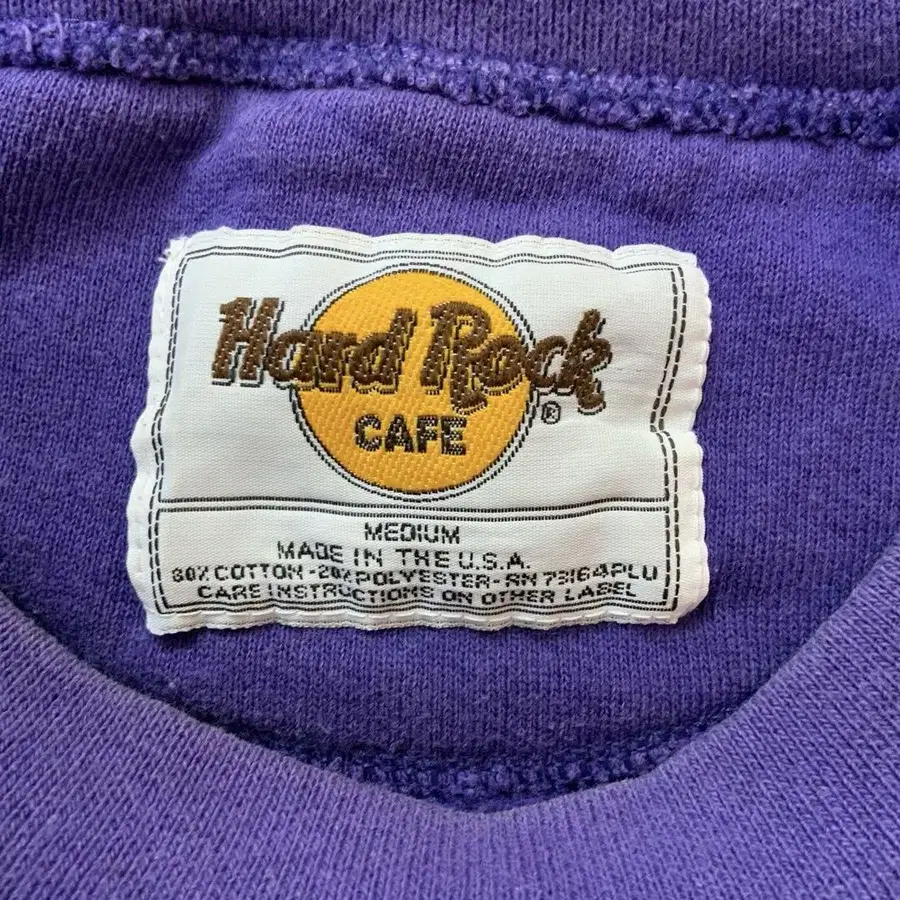 Hard Rock
CAFE
®
MEDIUM
MADE IN THE U.S.A.
80% COTTON-20% POLYESTER-RN 73164PLU
CARE INSTRUCTIONS ON OTHER LABEL